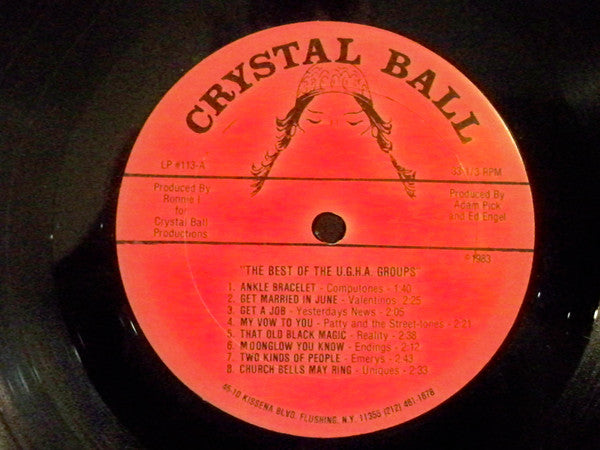 CRYSTAL BALL
LP #113-A
33 1/3 RPM
Produced By
Ronnie I
for
Crystal Ball
Productions
Produced By
Adam Pick
and Ed Engel
℗1983
"THE BEST OF THE U.G.H.A. GROUPS"
1. ANKLE BRACELET - Computones - 1:40
2. GET MARRIED IN JUNE - Valentinos - 2:25
3. GET A JOB - Yesterdays News - 2:05
4. MY VOW TO YOU - Patty and the Street-tones - 2:21
5. THAT OLD BLACK MAGIC - Reality - 2:38
6. MOONGLOW YOU KNOW - Endings - 2:12
7. TWO KINDS OF PEOPLE - Emerys - 2:43
8. CHURCH BELLS MAY RING - Uniques - 2:33
45-10 KISSENA BLVD. FLUSHING, N.Y. 11355 (212) 461-1678